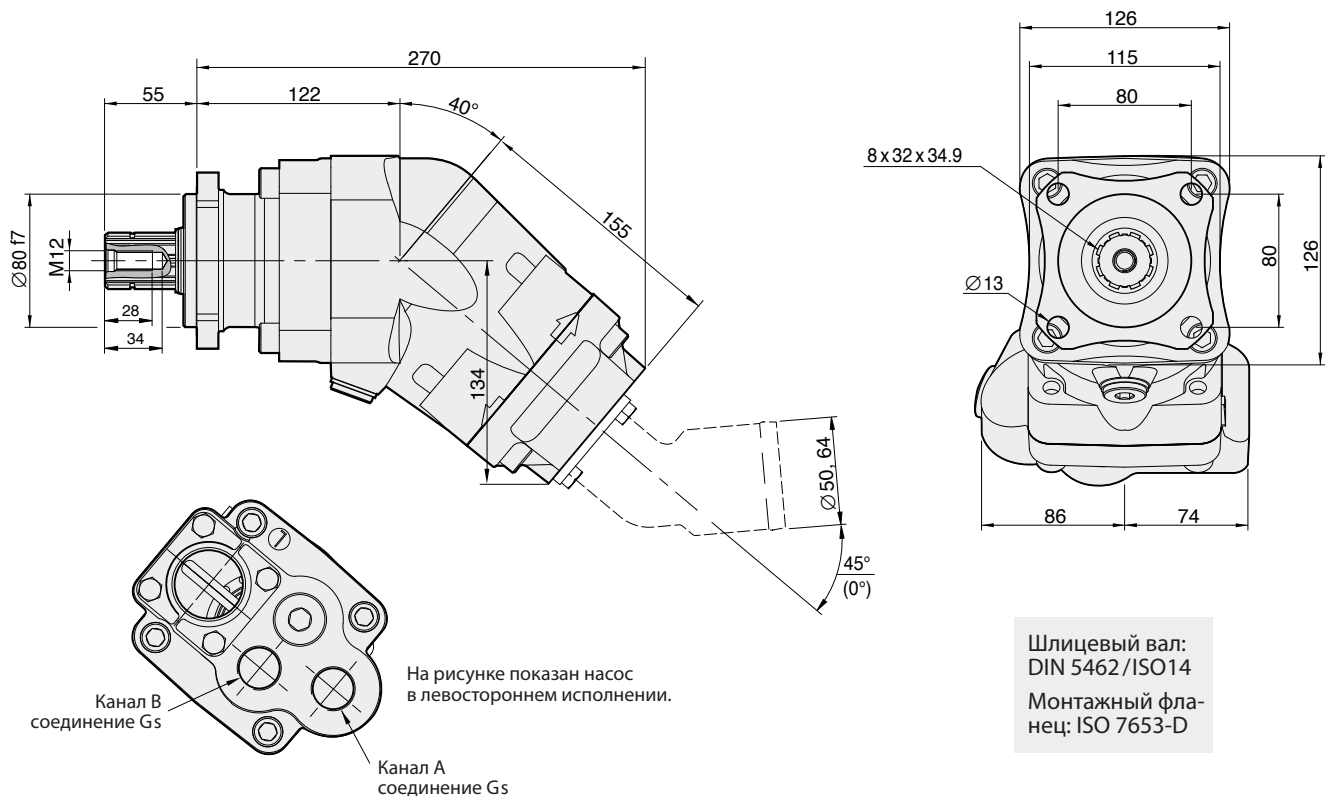 270
55
122
40°
155
Ø80 f7
M12
28
34
134
Ø 50, 64
45°
(0°)
126
115
80
8 x 32 x 34.9
Ø13
80
126
86
74
1
На рисунке показан насос
в левостороннем исполнении.
Канал B
соединение Gs
Канал A
соединение Gs
Шлицевый вал:
DIN 5462/ISO14
Монтажный фла-
нец: ISO 7653-D